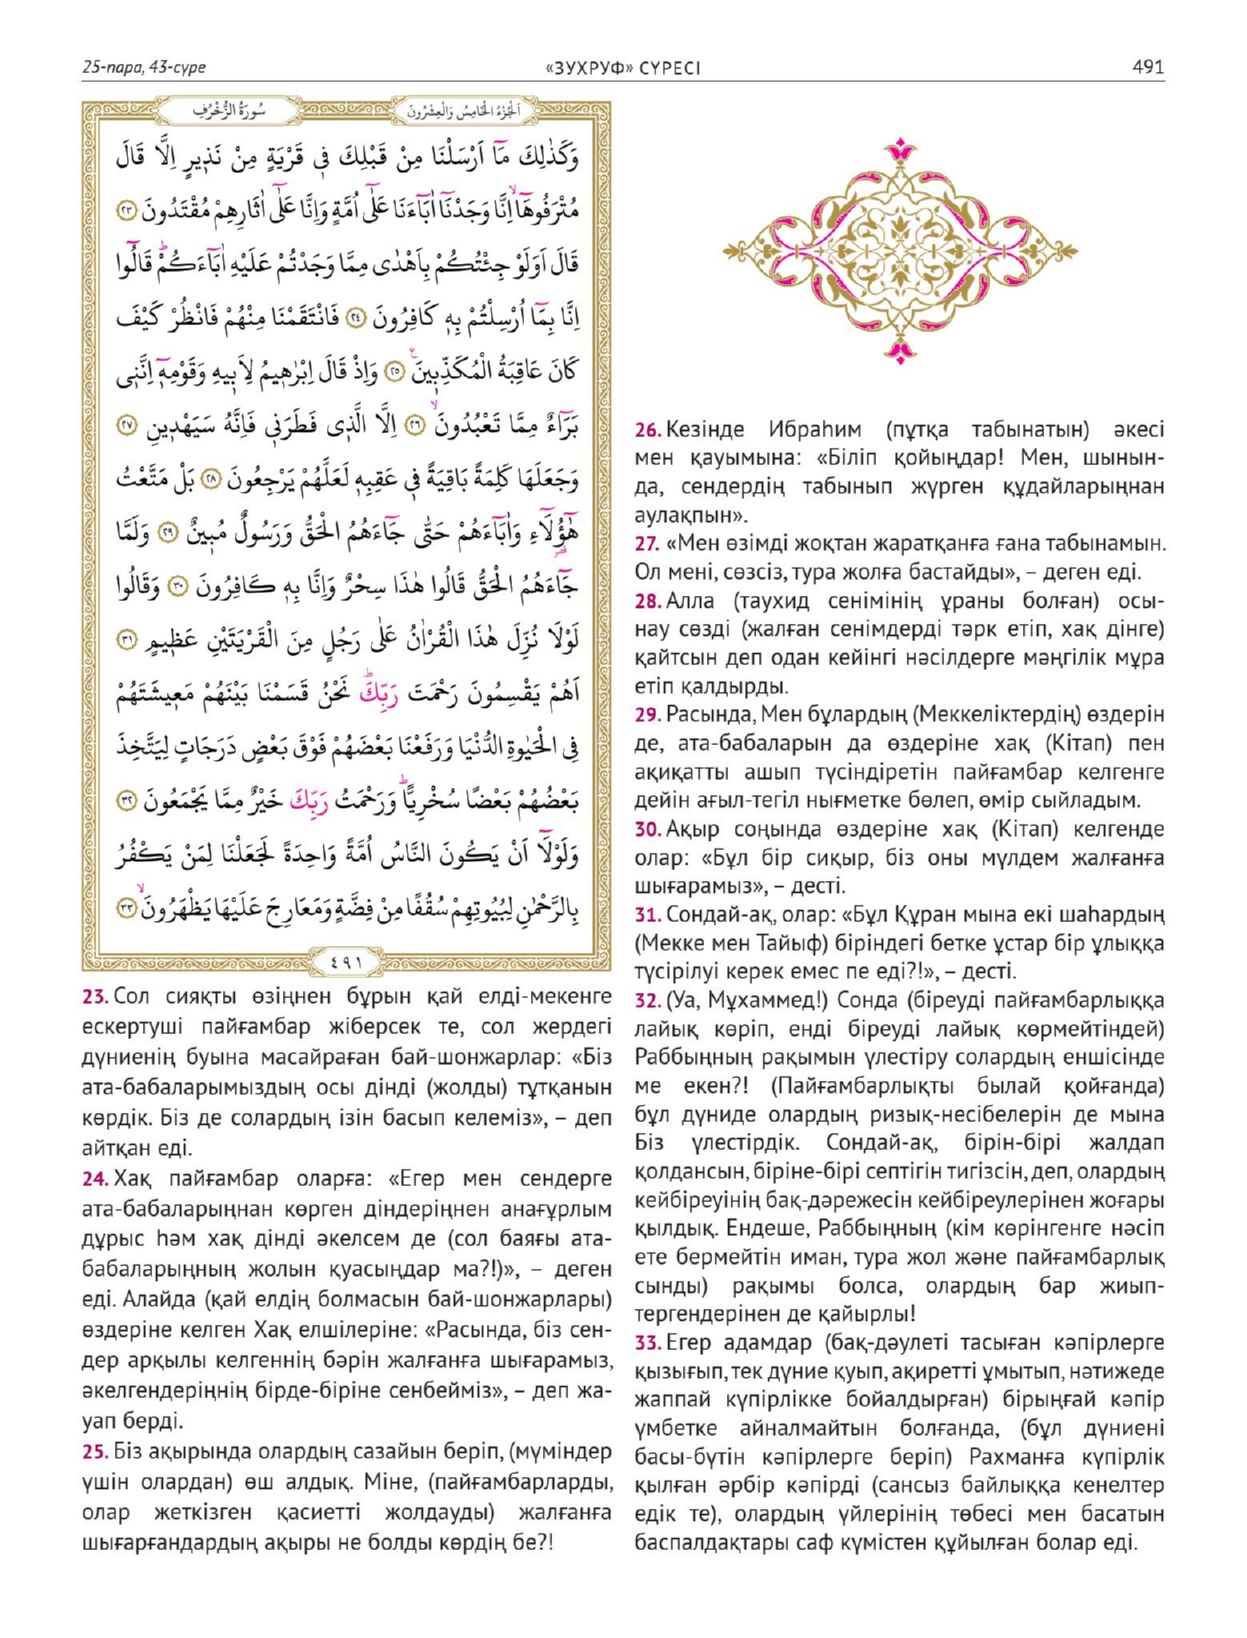 25-пара, 43-сүре
«ЗУХРУФ» СҮРЕСІ
491
سُورَةُ الزُّخْرُفِ
اَلْجُزْءُ الْخَامِسُ وَالْعِشْرُونَ
وَكَذٰلِكَ مَٓا اَرْسَلْنَا مِنْ قَبْلِكَ ف۪ي قَرْيَةٍ مِنْ نَذ۪يرٍ اِلَّا قَالَ
مُتْرَفُوهَٓاۙ اِنَّا وَجَدْنَٓا اٰبَٓاءَنَا عَلٰٓى اُمَّةٍ وَاِنَّا عَلٰٓى اٰثَارِهِمْ مُقْتَدُونَ ﴿٢٣﴾
قَالَ اَوَلَوْ جِئْتُكُمْ بِاَهْدٰى مِمَّا وَجَدْتُمْ عَلَيْهِ اٰبَٓاءَكُمْۜ قَالُٓوا
اِنَّا بِمَٓا اُرْسِلْتُمْ بِه۪ كَافِرُونَ ﴿٢٤﴾ فَانْتَقَمْنَا مِنْهُمْ فَانْظُرْ كَيْفَ
كَانَ عَاقِبَةُ الْمُكَذِّب۪ينَ۟ ﴿٢٥﴾ وَاِذْ قَالَ اِبْرٰه۪يمُ لِاَب۪يهِ وَقَوْمِه۪ٓ اِنَّن۪ي
بَرَٓاءٌ مِمَّا تَعْبُدُونَۙ ﴿٢٦﴾ اِلَّا الَّذ۪ي فَطَرَن۪ي فَاِنَّهُ سَيَهْد۪ينِ ﴿٢٧﴾
وَجَعَلَهَا كَلِمَةً بَاقِيَةً ف۪ي عَقِبِه۪ لَعَلَّهُمْ يَرْجِعُونَ ﴿٢٨﴾ بَلْ مَتَّعْتُ
هٰٓؤُ۬لَٓاءِ وَاٰبَٓاءَهُمْ حَتّٰى جَٓاءَهُمُ الْحَقُّ وَرَسُولٌ مُب۪ينٌ ﴿٢٩﴾ وَلَمَّا
جَٓاءَهُمُ الْحَقُّ قَالُوا هٰذَا سِحْرٌ وَاِنَّا بِه۪ كَافِرُونَ ﴿٣٠﴾ وَقَالُوا
لَوْلَا نُزِّلَ هٰذَا الْقُرْاٰنُ عَلٰى رَجُلٍ مِنَ الْقَرْيَتَيْنِ عَظ۪يمٍ ﴿٣١﴾
اَهُمْ يَقْسِمُونَ رَحْمَتَ رَبِّكَۜ نَحْنُ قَسَمْنَا بَيْنَهُمْ مَع۪يشَتَهُمْ
فِي الْحَيٰوةِ الدُّنْيَا وَرَفَعْنَا بَعْضَهُمْ فَوْقَ بَعْضٍ دَرَجَاتٍ لِيَتَّخِذَ
بَعْضُهُمْ بَعْضًا سُخْرِيًّاۜ وَرَحْمَتُ رَبِّكَ خَيْرٌ مِمَّا يَجْمَعُونَ ﴿٣٢﴾
وَلَوْلَٓا اَنْ يَكُونَ النَّاسُ اُمَّةً وَاحِدَةً لَجَعَلْنَا لِمَنْ يَكْفُرُ
بِالرَّحْمٰنِ لِبُيُوتِهِمْ سُقُفًا مِنْ فِضَّةٍ وَمَعَارِجَ عَلَيْهَا يَظْهَرُونَۙ ﴿٣٣﴾
٤٩١
23. Сол сияқты өзіңнен бұрын қай елді-мекенге
ескертуші пайғамбар жіберсек те, сол жердегі
дүниенің буына масайраған бай-шонжарлар: «Біз
ата-бабаларымыздың осы дінді (жолды) тұтқанын
көрдік. Біз де солардың ізін басып келеміз», – деп
айтқан еді.
24. Хақ пайғамбар оларға: «Егер мен сендерге
ата-бабаларыңнан көрген діндеріңнен анағұрлым
дұрыс һәм хақ дінді әкелсем де (сол баяғы ата-
бабаларыңның жолын қуасыңдар ма?!)», – деген
еді. Алайда (қай елдің болмасын бай-шонжарлары)
өздеріне келген Хақ елшілеріне: «Расында, біз сен-
дер арқылы келгеннің бәрін жалғанға шығарамыз,
әкелгендеріңнің бірде-біріне сенбейміз», – деп жа-
уап берді.
25. Біз ақырында олардың сазайын беріп, (мүміндер
үшін олардан) өш алдық. Міне, (пайғамбарларды,
олар жеткізген қасиетті жолдауды) жалғанға
шығарғандардың ақыры не болды көрдің бе?!
26. Кезінде Ибраһим (пұтқа табынатын) әкесі
мен қауымына: «Біліп қойыңдар! Мен, шынын-
да, сендердің табынып жүрген құдайларыңнан
аулақпын».
27. «Мен өзімді жоқтан жаратқанға ғана табынамын.
Ол мені, сөзсіз, тура жолға бастайды», – деген еді.
28. Алла (таухид сенімінің ұраны болған) осы-
нау сөзді (жалған сенімдерді тәрк етіп, хақ дінге)
қайтсын деп одан кейінгі нәсілдерге мәңгілік мұра
етіп қалдырды.
29. Расында, Мен бұлардың (Меккеліктердің) өздерін
де, ата-бабаларын да өздеріне хақ (Кітап) пен
ақиқатты ашып түсіндіретін пайғамбар келгенге
дейін ағыл-тегіл нығметке бөлеп, өмір сыйладым.
30. Ақыр соңында өздеріне хақ (Кітап) келгенде
олар: «Бұл бір сиқыр, біз оны мүлдем жалғанға
шығарамыз», – десті.
31. Сондай-ақ, олар: «Бұл Құран мына екі шаһардың
(Мекке мен Тайыф) біріндегі бетке ұстар бір ұлыққа
түсірілуі керек емес пе еді?!», – десті.
32. (Уа, Мұхаммед!) Сонда (біреуді пайғамбарлыққа
лайық көріп, енді біреуді лайық көрмейтіндей)
Раббыңның рақымын үлестіру солардың еншісінде
ме екен?! (Пайғамбарлықты былай қойғанда)
бұл дүниде олардың ризық-несібелерін де мына
Біз үлестірдік. Сондай-ақ, бірін-бірі жалдап
қолдансын, біріне-бірі септігін тигізсін, деп, олардың
кейбіреуінің бақ-дәрежесін кейбіреулерінен жоғары
қылдық. Ендеше, Раббыңның (кім көрінгенге нәсіп
ете бермейтін иман, тура жол және пайғамбарлық
сынды) рақымы болса, олардың бар жиып-
тергендерінен де қайырлы!
33. Егер адамдар (бақ-дәулеті тасыған кәпірлерге
қызығып, тек дүние қуып, ақиретті ұмытып, нәтижеде
жаппай күпірлікке бойалдырған) бірыңғай кәпір
үмбетке айналмайтын болғанда, (бұл дүниені
басы-бүтін кәпірлерге беріп) Рахманға күпірлік
қылған әрбір кәпірді (сансыз байлыққа кенелтер
едік те), олардың үйлерінің төбесі мен басатын
баспалдақтары саф күмістен құйылған болар еді.